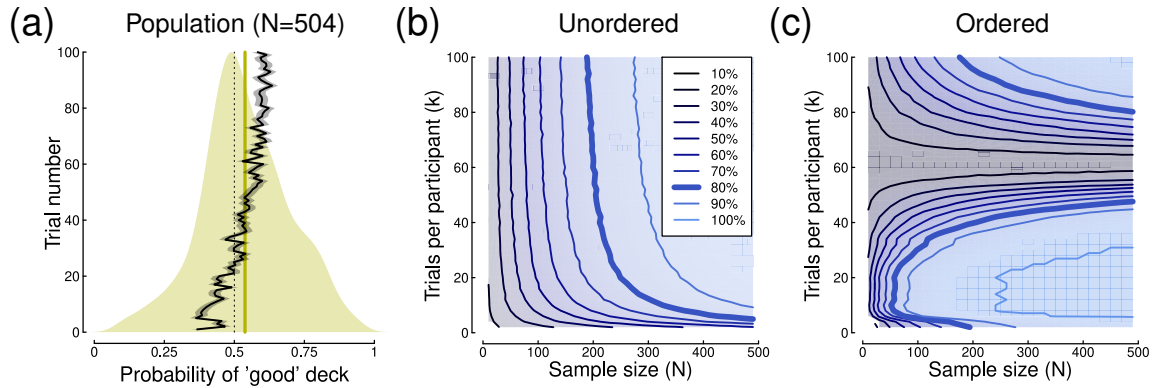 (a) Population (N=504)
Trial number
100
80
60
40
20
0
0 0.25 0.5 0.75 1
Probability of 'good' deck
(b) Unordered
Trials per participant (k)
100
80
60
40
20
0
10%
20%
30%
40%
50%
60%
70%
80%
90%
100%
0 100 200 300 400 500
Sample size (N)
(c) Ordered
Trials per participant (k)
100
80
60
40
20
0
0 100 200 300 400 500
Sample size (N)